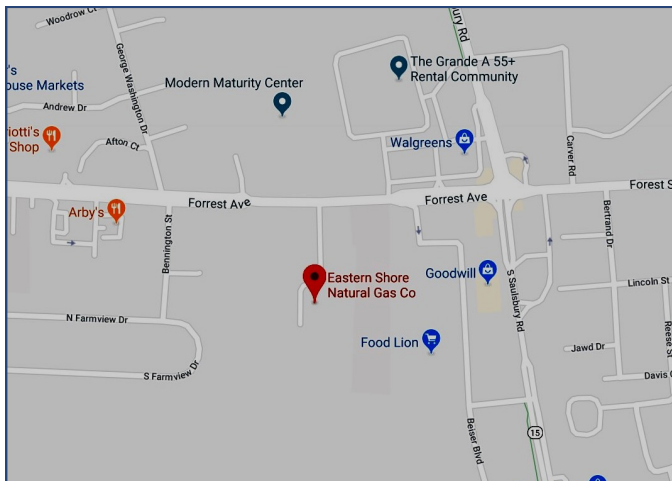 Woodrow Ct
bury Rd
George Washington Dr
's
ouse Markets
Andrew Dr
Modern Maturity Center
The Grande A 55+
Rental Community
iotti's
Shop
Afton Ct
Walgreens
Carver Rd
Arby's
Forrest Ave
Forrest Ave
Forrest S
Bennington St
Bertrand Dr
Eastern Shore
Natural Gas Co
Goodwill
S Saulsbury Rd
Lincoln St
N Farmview Dr
Food Lion
Jawd Dr
Reese St
S Farmview Dr
Davis C
Beiser Blvd
15